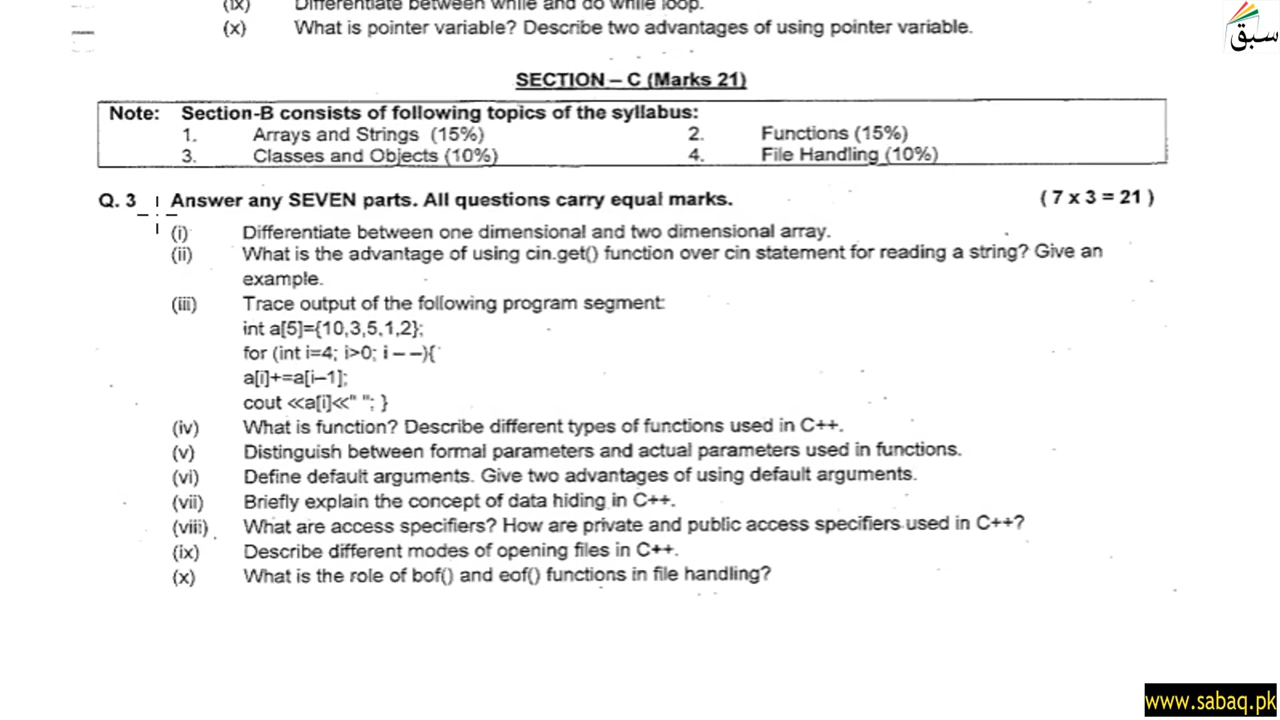 (ix) Differentiate between while and do while loop.
(x) What is pointer variable? Describe two advantages of using pointer variable.
سبق
SECTION – C (Marks 21)
Note: Section-B consists of following topics of the syllabus:
1. Arrays and Strings (15%) 2. Functions (15%)
3. Classes and Objects (10%) 4. File Handling (10%)
Q. 3 Answer any SEVEN parts. All questions carry equal marks. ( 7 x 3 = 21 )
(i) Differentiate between one dimensional and two dimensional array.
(ii) What is the advantage of using cin.get() function over cin statement for reading a string? Give an
example.
(iii) Trace output of the following program segment:
int a[5]={10,3,5,1,2};
for (int i=4; i>0; i – –){
a[i]+=a[i–1];
cout <<a[i]<<" "; }
(iv) What is function? Describe different types of functions used in C++.
(v) Distinguish between formal parameters and actual parameters used in functions.
(vi) Define default arguments. Give two advantages of using default arguments.
(vii) Briefly explain the concept of data hiding in C++.
(viii) What are access specifiers? How are private and public access specifiers used in C++?
(ix) Describe different modes of opening files in C++.
(x) What is the role of bof() and eof() functions in file handling?
www.sabaq.pk